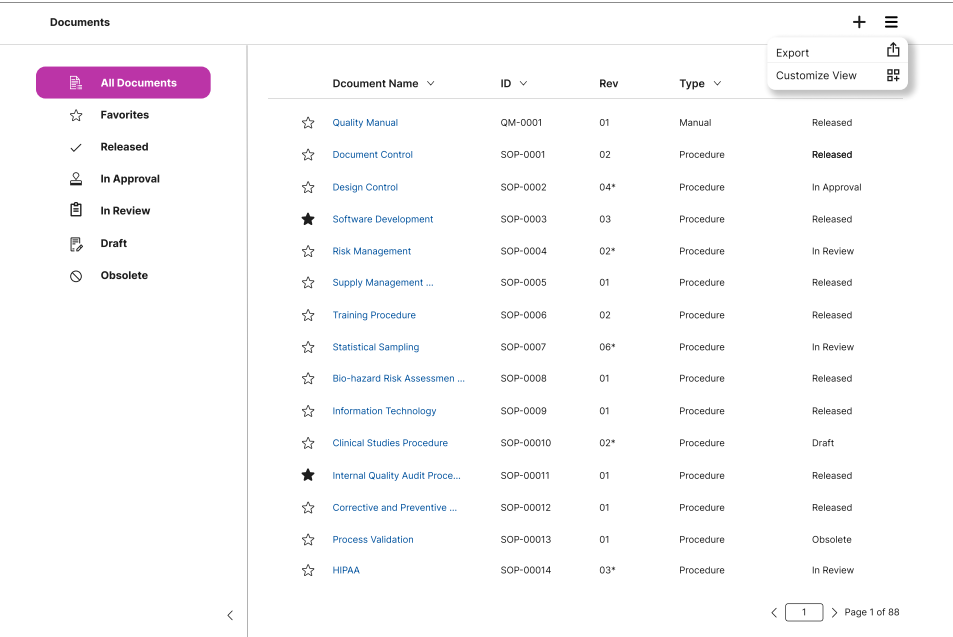 Documents
Export
Customize View
All Documents
Favorites
Released
In Approval
In Review
Draft
Obsolete
Dcoument Name ID Rev Type
Quality Manual QM-0001 01 Manual Released
Document Control SOP-0001 02 Procedure Released
Design Control SOP-0002 04* Procedure In Approval
Software Development SOP-0003 03 Procedure Released
Risk Management SOP-0004 02* Procedure In Review
Supply Management ... SOP-0005 01 Procedure Released
Training Procedure SOP-0006 02 Procedure Released
Statistical Sampling SOP-0007 06* Procedure In Review
Bio-hazard Risk Assessmen ... SOP-0008 01 Procedure Released
Information Technology SOP-0009 01 Procedure Released
Clinical Studies Procedure SOP-00010 02* Procedure Draft
Internal Quality Audit Proce... SOP-00011 01 Procedure Released
Corrective and Preventive ... SOP-00012 01 Procedure Released
Process Validation SOP-00013 01 Procedure Obsolete
HIPAA SOP-00014 03* Procedure In Review
1 Page 1 of 88